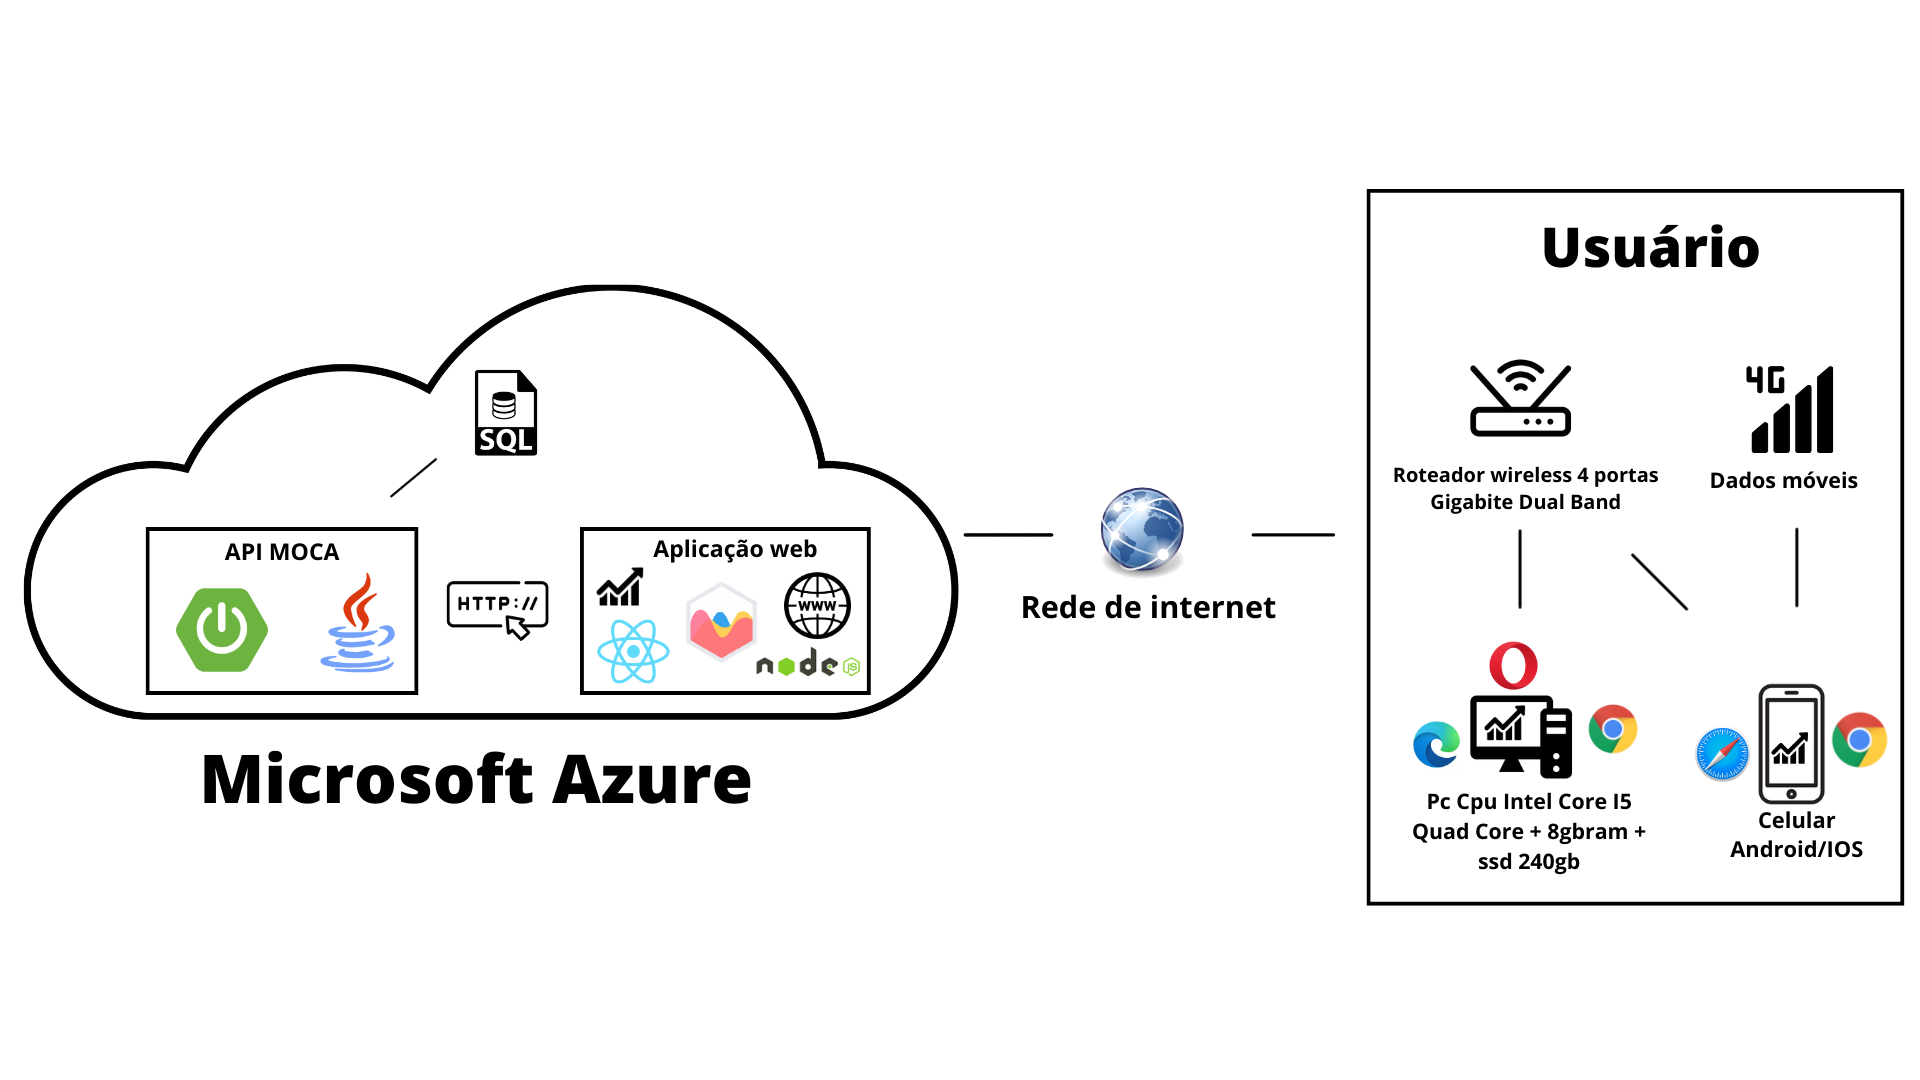 SQL
API MOCA
HTTP://
Aplicação web
WWW
node
JS
Microsoft Azure
Rede de internet
Usuário
4G
Roteador wireless 4 portas
Gigabite Dual Band
Dados móveis
Pc Cpu Intel Core I5
Quad Core + 8gbram +
ssd 240gb
Celular
Android/IOS